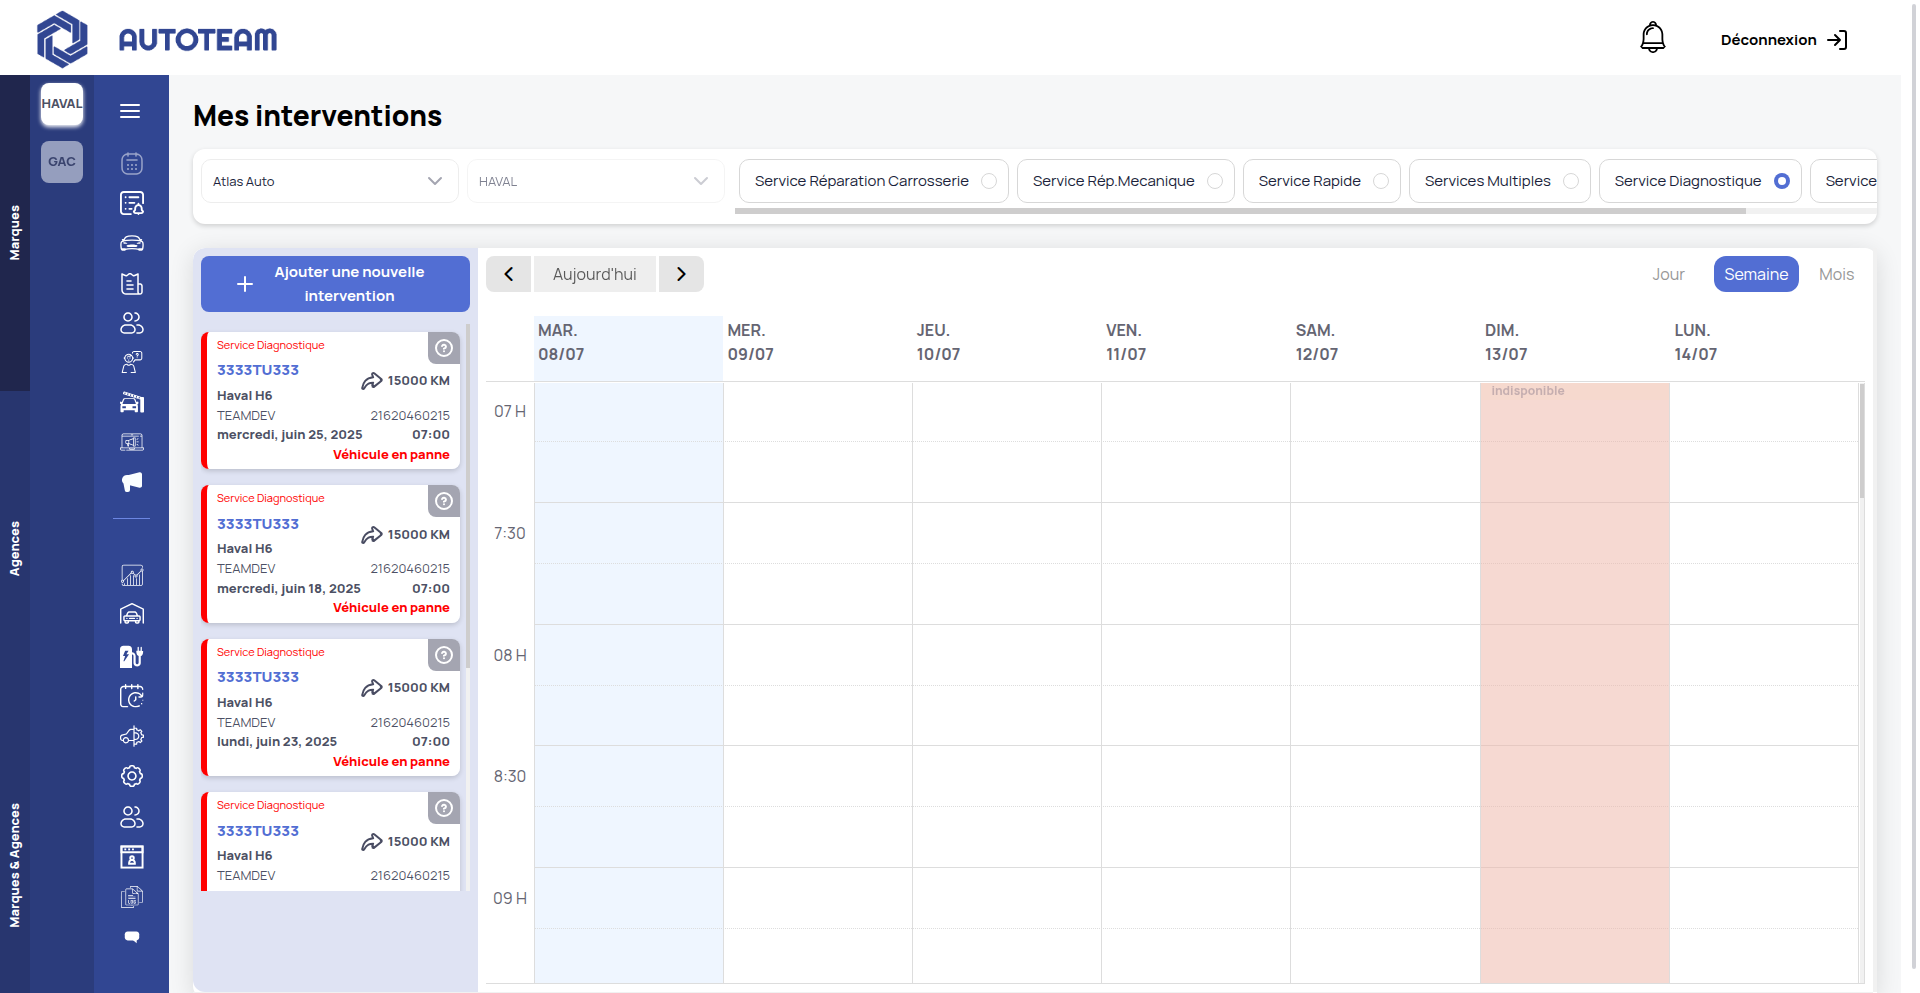 AUTOTEAM
Déconnexion
HAVAL
GAC
Marques
Agences
Marques & Agences
Mes interventions
Atlas Auto
HAVAL
Service Réparation Carrosserie
Service Rép.Mecanique
Service Rapide
Services Multiples
Service Diagnostique
Service
Ajouter une nouvelle
intervention
Aujourd'hui
Jour
Semaine
Mois
Service Diagnostique
3333TU333
15000 KM
Haval H6
TEAMDEV 21620460215
mercredi, juin 25, 2025 07:00
Véhicule en panne
Service Diagnostique
3333TU333
15000 KM
Haval H6
TEAMDEV 21620460215
mercredi, juin 18, 2025 07:00
Véhicule en panne
Service Diagnostique
3333TU333
15000 KM
Haval H6
TEAMDEV 21620460215
lundi, juin 23, 2025 07:00
Véhicule en panne
Service Diagnostique
3333TU333
15000 KM
Haval H6
TEAMDEV 21620460215
MAR.
08/07
MER.
09/07
JEU.
10/07
VEN.
11/07
SAM.
12/07
DIM.
13/07
LUN.
14/07
indisponible
07 H
7:30
08 H
8:30
09 H